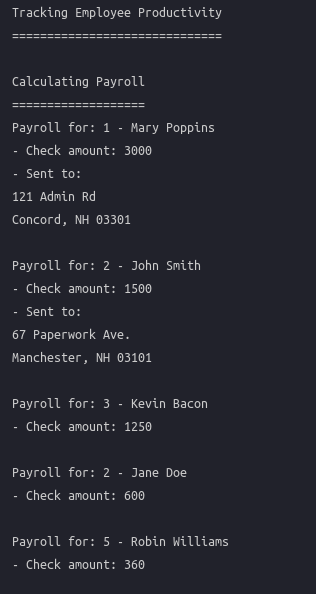 Tracking Employee Productivity
==============================
Calculating Payroll
===================
Payroll for: 1 - Mary Poppins
- Check amount: 3000
- Sent to:
121 Admin Rd
Concord, NH 03301
Payroll for: 2 - John Smith
- Check amount: 1500
- Sent to:
67 Paperwork Ave.
Manchester, NH 03101
Payroll for: 3 - Kevin Bacon
- Check amount: 1250
Payroll for: 2 - Jane Doe
- Check amount: 600
Payroll for: 5 - Robin Williams
- Check amount: 360